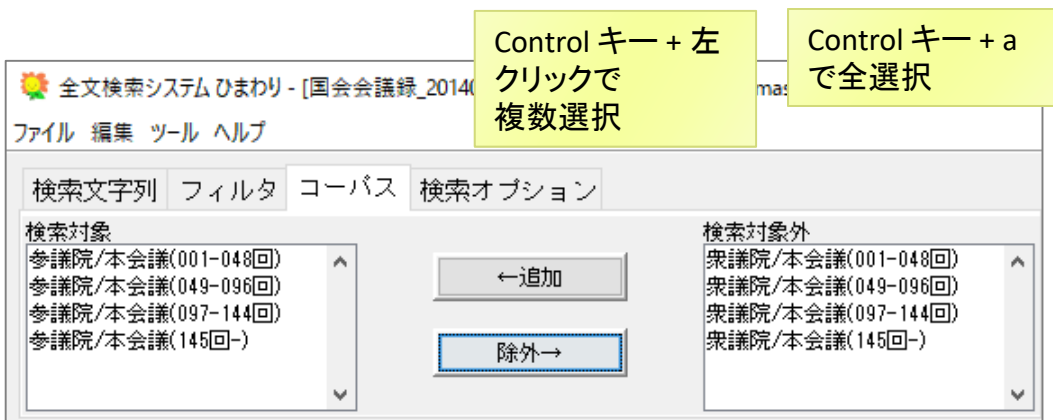 Control キー + 左
クリックで
複数選択
Control キー + a
で全選択
全文検索システム ひまわり - [国会会議録_2014
ファイル 編集 ツール ヘルプ
検索文字列 フィルタ コーパス 検索オプション
検索対象
参議院/本会議(001-048回)
参議院/本会議(049-096回)
参議院/本会議(097-144回)
参議院/本会議(145回-)
←追加
除外→
検索対象外
衆議院/本会議(001-048回)
衆議院/本会議(049-096回)
衆議院/本会議(097-144回)
衆議院/本会議(145回-)